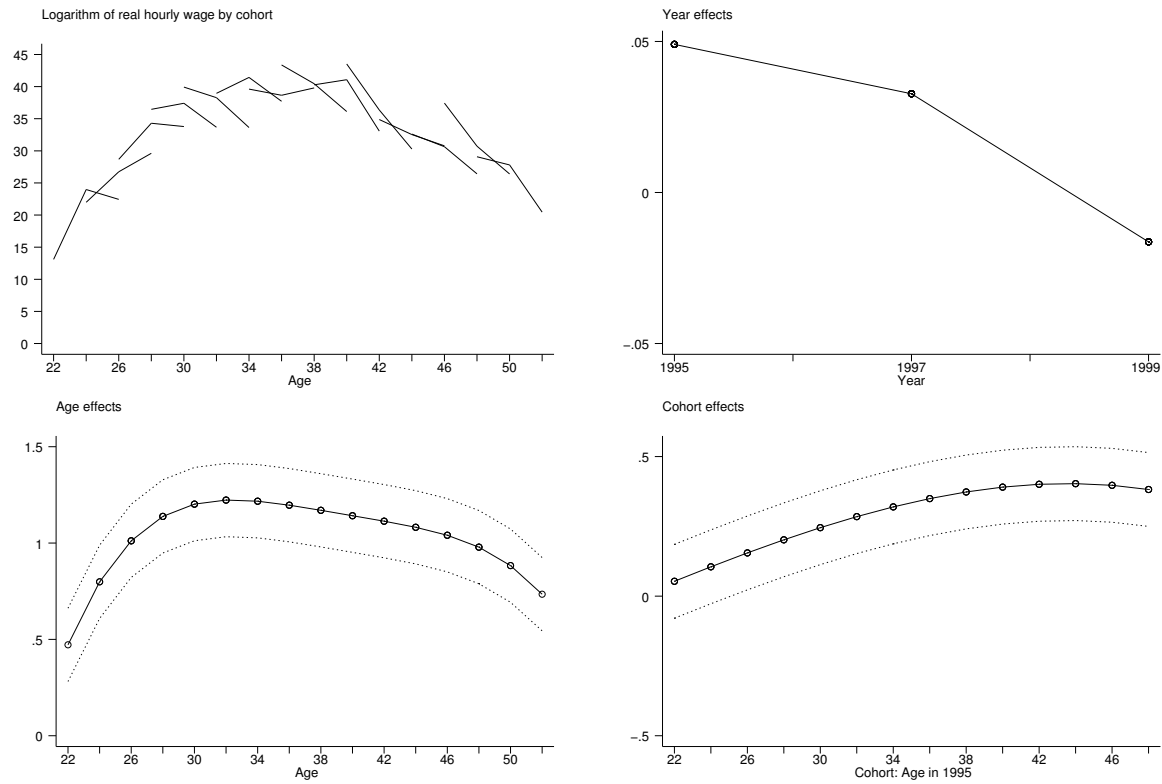 Logarithm of real hourly wage by cohort
45
40
35
30
25
20
15
10
5
0
22 26 30 34 38 42 46 50
Age
Year effects
.05
0
-.05
1995 1997 1999
Year
Age effects
1.5
1
.5
0
22 26 30 34 38 42 46 50
Age
Cohort effects
.5
0
-.5
22 26 30 34 38 42 46
Cohort: Age in 1995